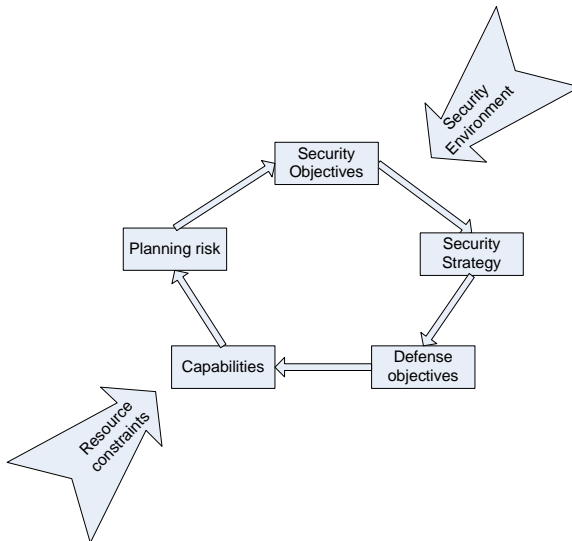 Security
Environment
Security
Objectives
Planning risk
Security
Strategy
Capabilities
Defense
objectives
Resource
constraints